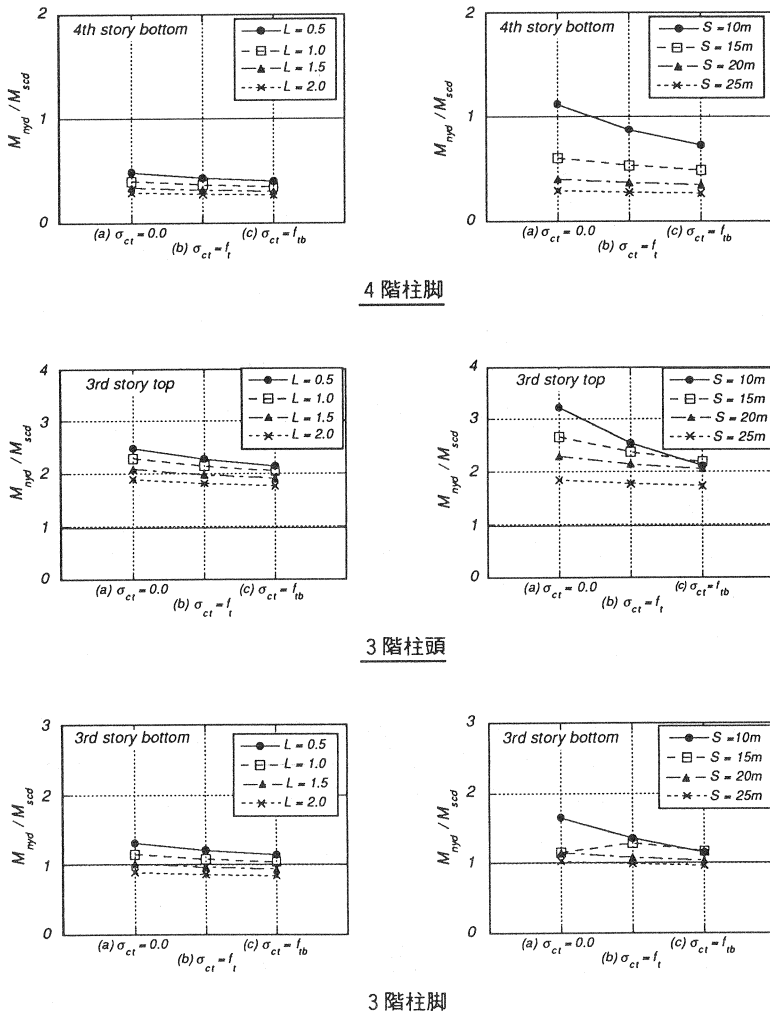 4th story bottom
L = 0.5
L = 1.0
L = 1.5
L = 2.0
2
1
0
M_nyd / M_scd
(a) σ_ct = 0.0
(b) σ_ct = f_t
(c) σ_ct = f_tb
4th story bottom
S = 10m
S = 15m
S = 20m
S = 25m
2
1
0
M_nyd / M_scd
(a) σ_ct = 0.0
(b) σ_ct = f_t
(c) σ_ct = f_tb
4階柱脚
3rd story top
L = 0.5
L = 1.0
L = 1.5
L = 2.0
4
3
2
1
0
M_nyd / M_scd
(a) σ_ct = 0.0
(b) σ_ct = f_t
(c) σ_ct = f_tb
3rd story top
S = 10m
S = 15m
S = 20m
S = 25m
4
3
2
1
0
M_nyd / M_scd
(a) σ_ct = 0.0
(b) σ_ct = f_t
(c) σ_ct = f_tb
3階柱頭
3rd story bottom
L = 0.5
L = 1.0
L = 1.5
L = 2.0
3
2
1
0
M_nyd / M_scd
(a) σ_ct = 0.0
(b) σ_ct = f_t
(c) σ_ct = f_tb
3rd story bottom
S = 10m
S = 15m
S = 20m
S = 25m
3
2
1
0
M_nyd / M_scd
(a) σ_ct = 0.0
(b) σ_ct = f_t
(c) σ_ct = f_tb
3階柱脚